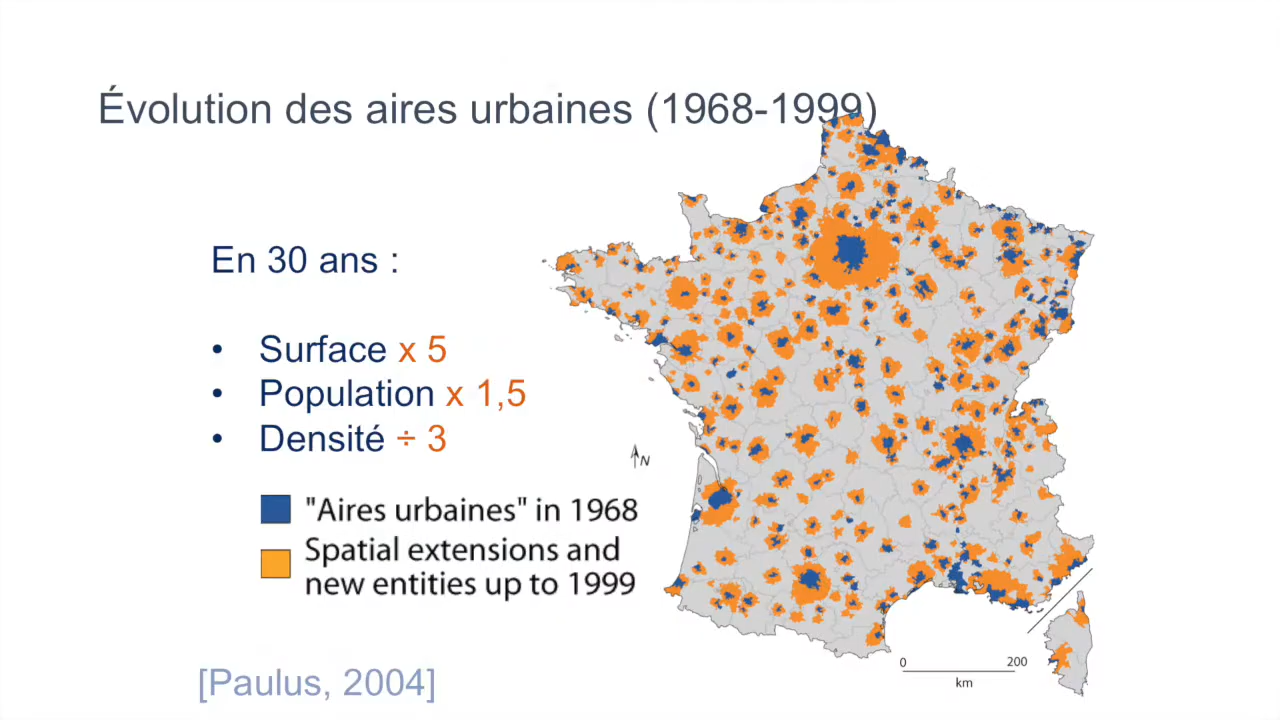 Évolution des aires urbaines (1968-1999)
En 30 ans :
• Surface x 5
• Population x 1,5
• Densité ÷ 3
N
"Aires urbaines" in 1968
Spatial extensions and
new entities up to 1999
0 200
km
[Paulus, 2004]